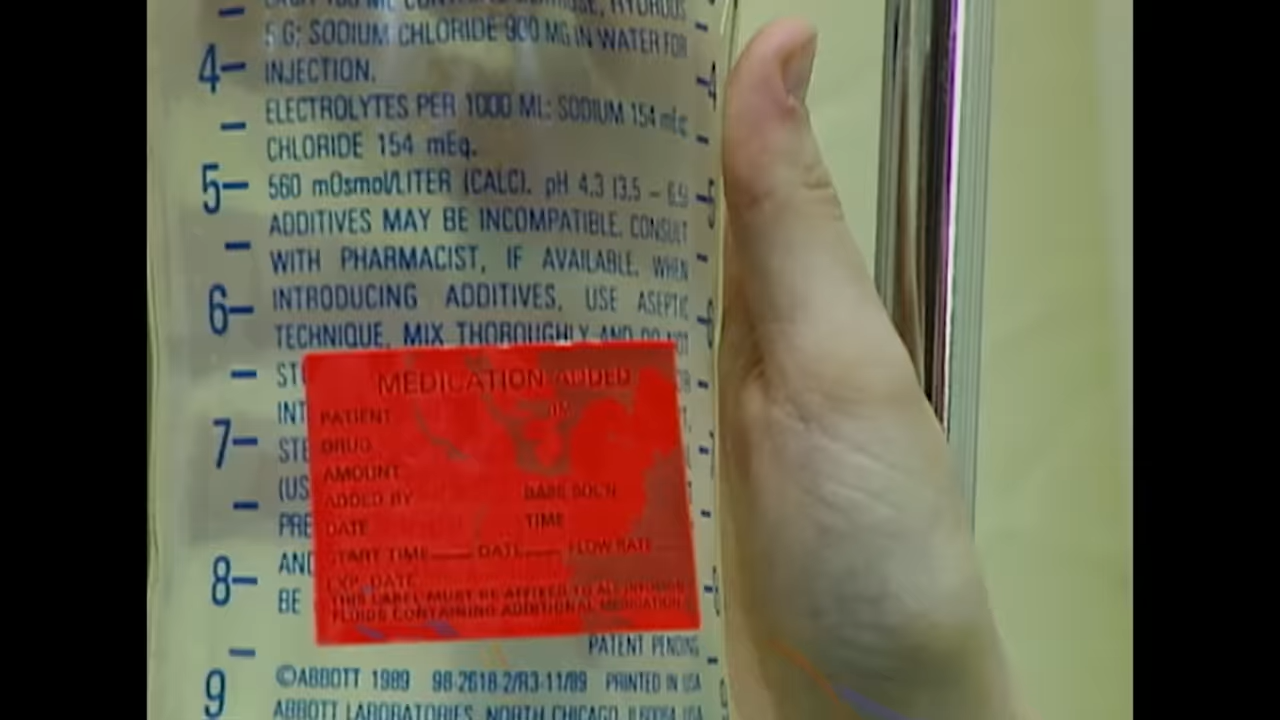 5 G; SODIUM CHLORIDE 900 MG IN WATER FOR
4 INJECTION.
ELECTROLYTES PER 1000 ML: SODIUM 154 mEq
CHLORIDE 154 mEq.
5 560 mOsmol/LITER (CALC). pH 4.3 (3.5 – 6.5)
ADDITIVES MAY BE INCOMPATIBLE. CONSULT
WITH PHARMACIST, IF AVAILABLE. WHEN
6 INTRODUCING ADDITIVES, USE ASEPTIC
TECHNIQUE, MIX THOROUGHLY AND DO NOT
MEDICATION ADDED
PATIENT
DRUG
AMOUNT
ADDED BY BASE SOL'N
DATE TIME
START TIME DATE FLOW RATE
EXP. DATE
THIS LABEL MUST BE AFFIXED TO ALL INFUSION
FLUIDS CONTAINING ADDITIONAL MEDICATION
7
8
BE
PATENT PENDING
9 ©ABBOTT 1989 98-2618-2/R3-11/89 PRINTED IN USA
ABBOTT LABORATORIES, NORTH CHICAGO, IL 60064, USA